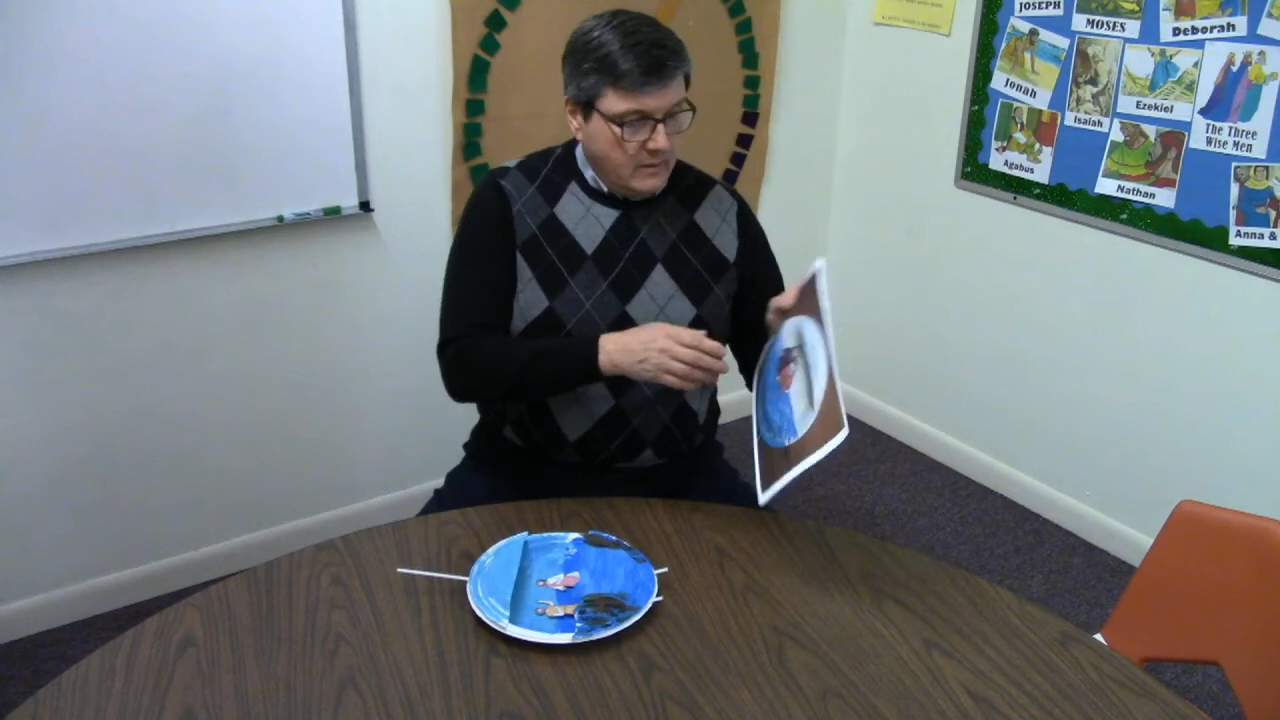 JOSEPH
MOSES
Deborah
Jonah
Isaiah
Ezekiel
The Three
Wise Men
Agabus
Nathan
Anna &